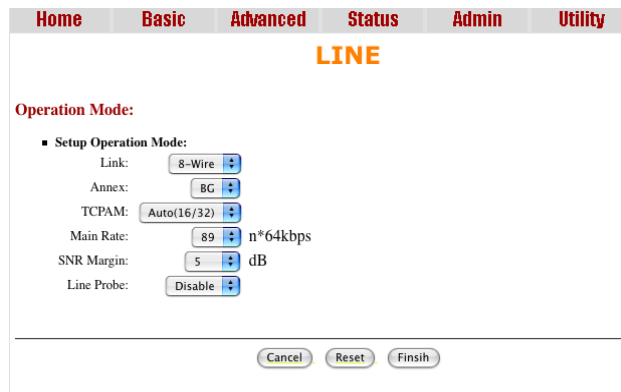 Home Basic Advanced Status Admin Utility
LINE
Operation Mode:
Setup Operation Mode:
Link: 8-Wire
Annex: BG
TCPAM: Auto(16/32)
Main Rate: 89 n*64kbps
SNR Margin: 5 dB
Line Probe: Disable
Cancel Reset Finsih